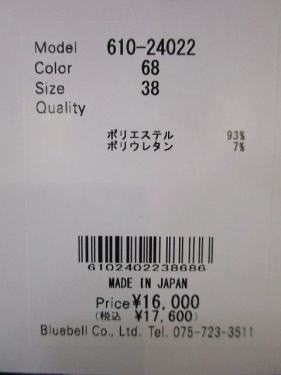 Model 610-24022
Color 68
Size 38
Quality
ポリエステル 93%
ポリウレタン 7%
6102402238686
MADE IN JAPAN
Price¥16,000
(税込 ¥17,600)
Bluebell Co., Ltd. Tel. 075-723-3511